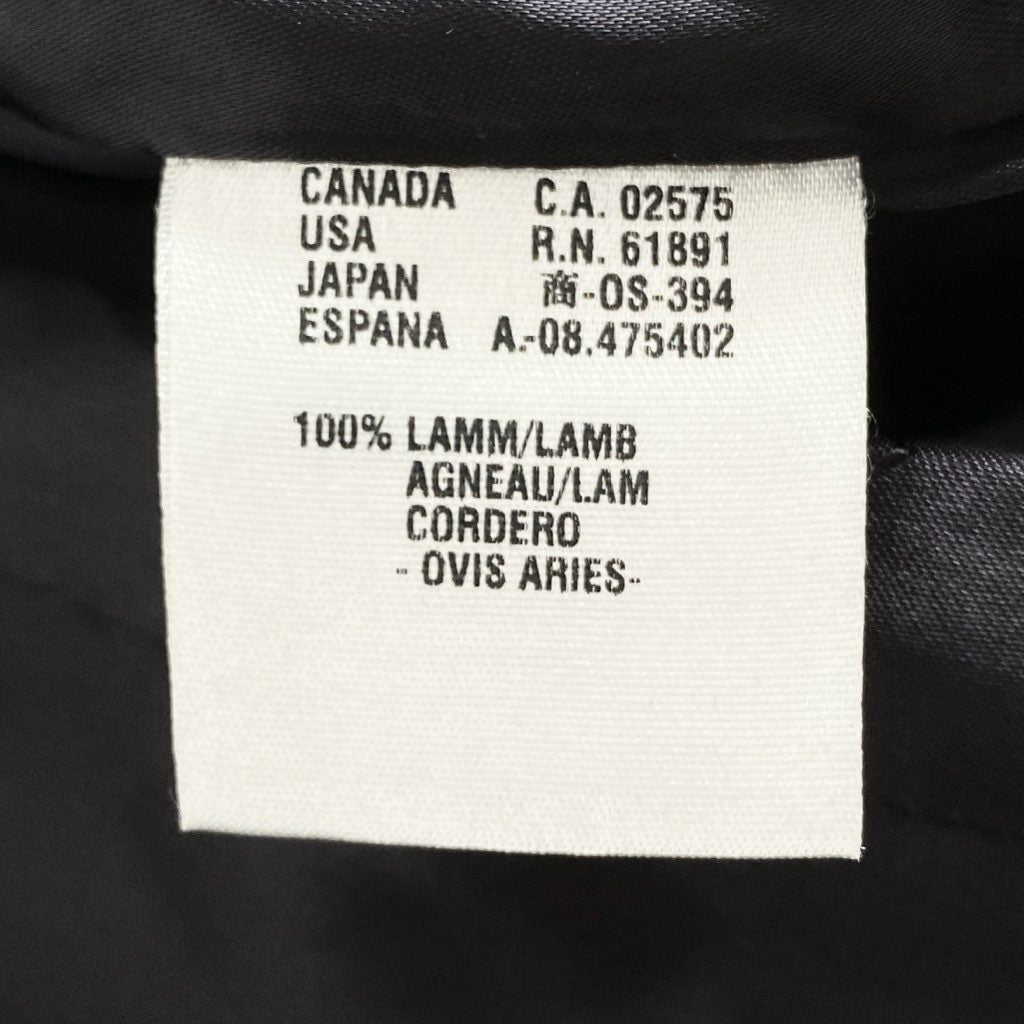 CANADA C.A. 02575
USA R.N. 61891
JAPAN 商-OS-394
ESPANA A.-08.475402
100% LAMM/LAMB
AGNEAU/LAM
CORDERO
- OVIS ARIES-